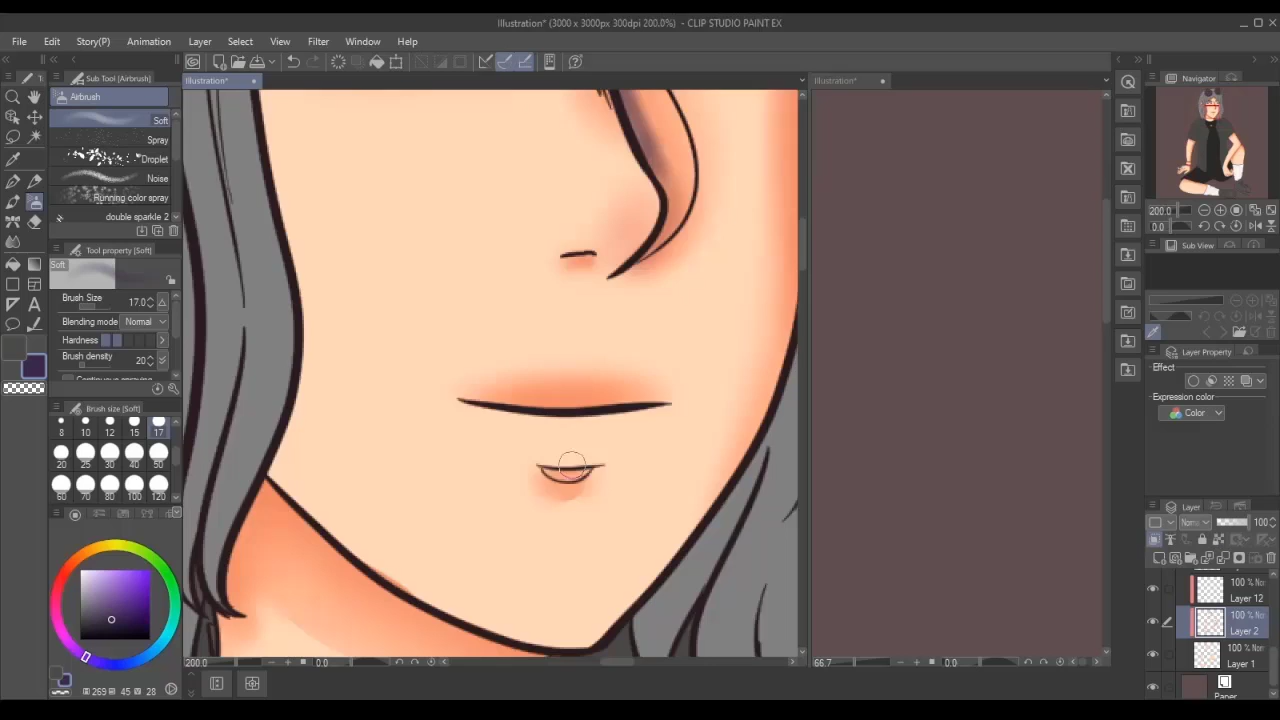 Illustration* (3000 x 3000px 300dpi 200.0%) - CLIP STUDIO PAINT EX
File Edit Story(P) Animation Layer Select View Filter Window Help
Sub Tool [Airbrush]
Airbrush
Soft
Spray
Droplet
Noise
Running color spray
double sparkle 2
Tool property [Soft]
Soft
Brush Size 17.0
Blending mode Normal
Hardness
Brush density 20
Continuous spraying
Brush size [Soft]
8 10 12 15 17
20 25 30 40 50
60 70 80 100 120
269 45 V 28
Illustration*
200.0 0.0
Illustration*
66.7 0.0
Navigator
200.0
0.0
Sub View
Layer Property
Effect
Expression color
Color
Layer
100
100 %
Layer 12
100 %
Layer 2
100 %
Layer 1
Paper